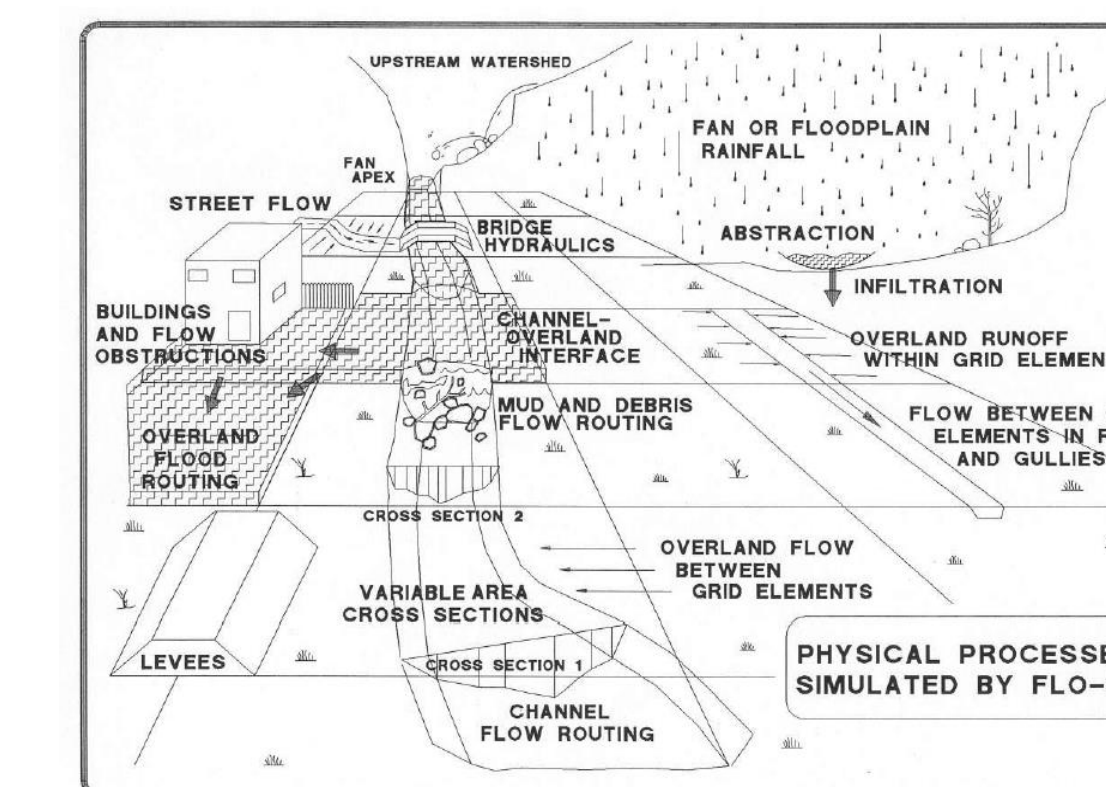 UPSTREAM WATERSHED
FAN OR FLOODPLAIN
RAINFALL
FAN
APEX
STREET FLOW
BRIDGE
HYDRAULICS
ABSTRACTION
INFILTRATION
BUILDINGS
AND FLOW
OBSTRUCTIONS
CHANNEL-
OVERLAND
INTERFACE
OVERLAND RUNOFF
WITHIN GRID ELEMEN
MUD AND DEBRIS
FLOW ROUTING
FLOW BETWEEN
ELEMENTS IN
AND GULLIES
OVERLAND
FLOOD
ROUTING
CROSS SECTION 2
OVERLAND FLOW
BETWEEN
GRID ELEMENTS
VARIABLE AREA
CROSS SECTIONS
LEVEES
CROSS SECTION 1
PHYSICAL PROCESSE
SIMULATED BY FLO-
CHANNEL
FLOW ROUTING